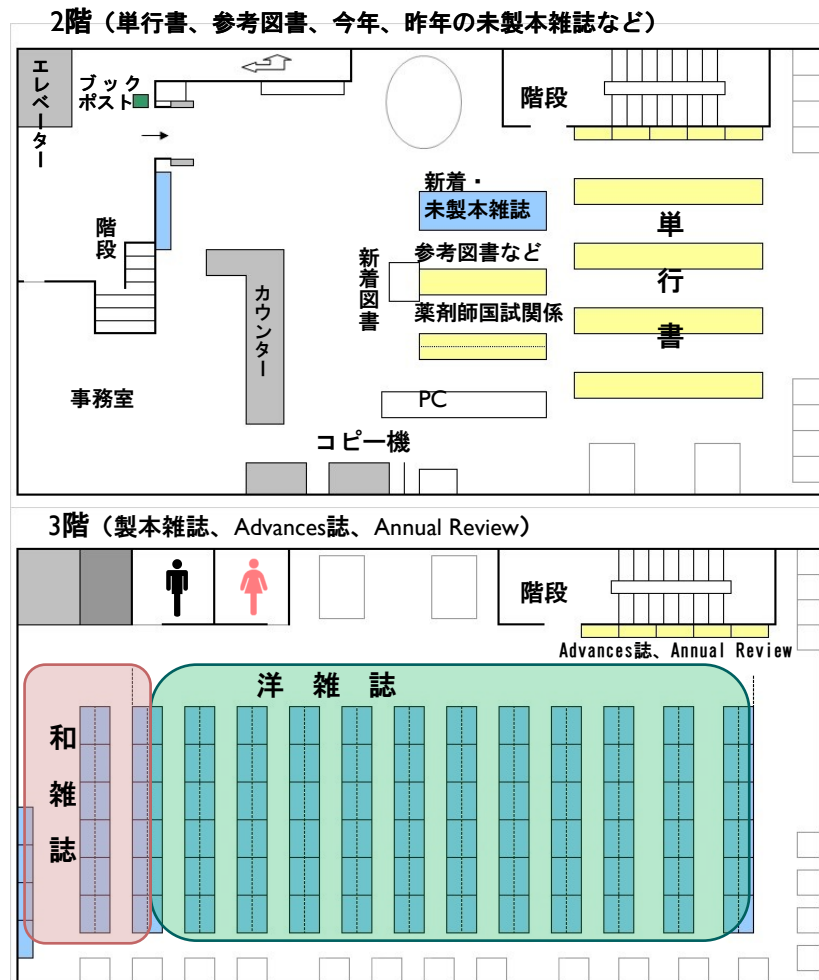 2階（単行書、参考図書、今年、昨年の未製本雑誌など）
エレベーター
ブック
ポスト
階段
新着・
未製本雑誌
単行書
階段
新着図書
参考図書など
カウンター
薬剤師国試関係
事務室
PC
コピー機
3階（製本雑誌、Advances誌、Annual Review）
階段
Advances誌、Annual Review
洋雑誌
和雑誌